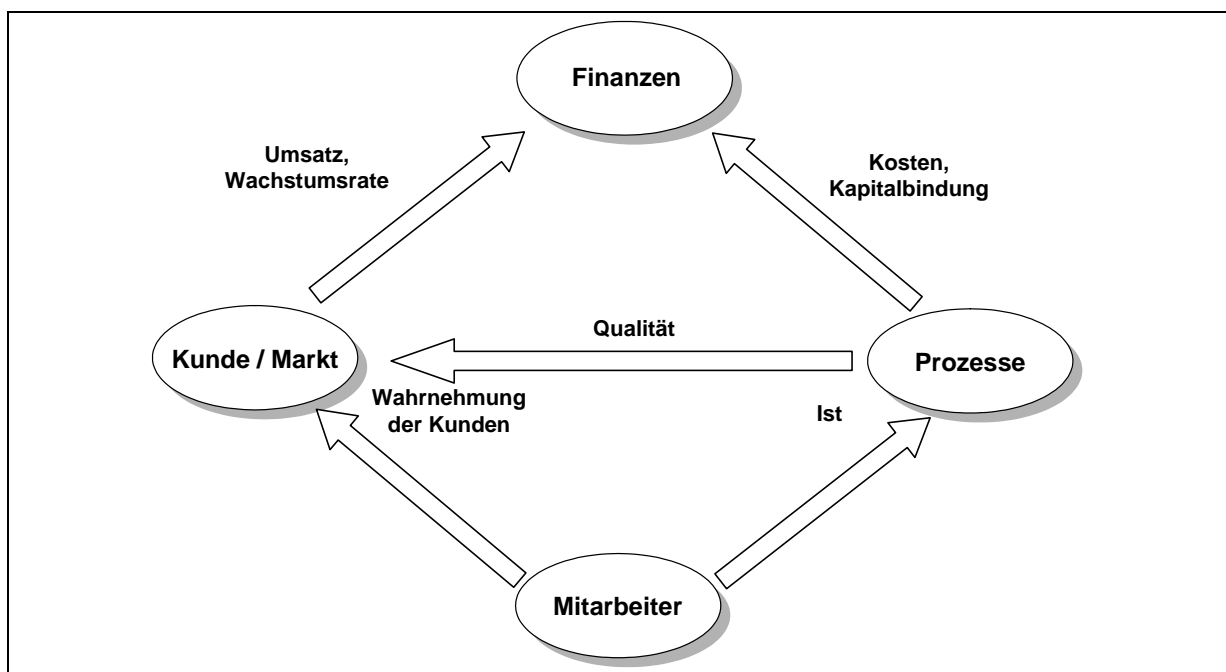 Finanzen
Umsatz,
Wachstumsrate
Kosten,
Kapitalbindung
Qualität
Kunde / Markt
Prozesse
Wahrnehmung
der Kunden
Ist
Mitarbeiter